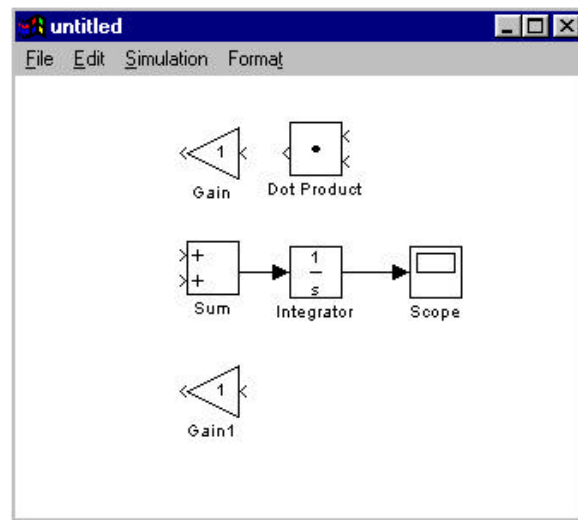 untitled
File Edit Simulation Format
1
Gain
Dot Product
+
+
Sum
1
s
Integrator
Scope
1
Gain1